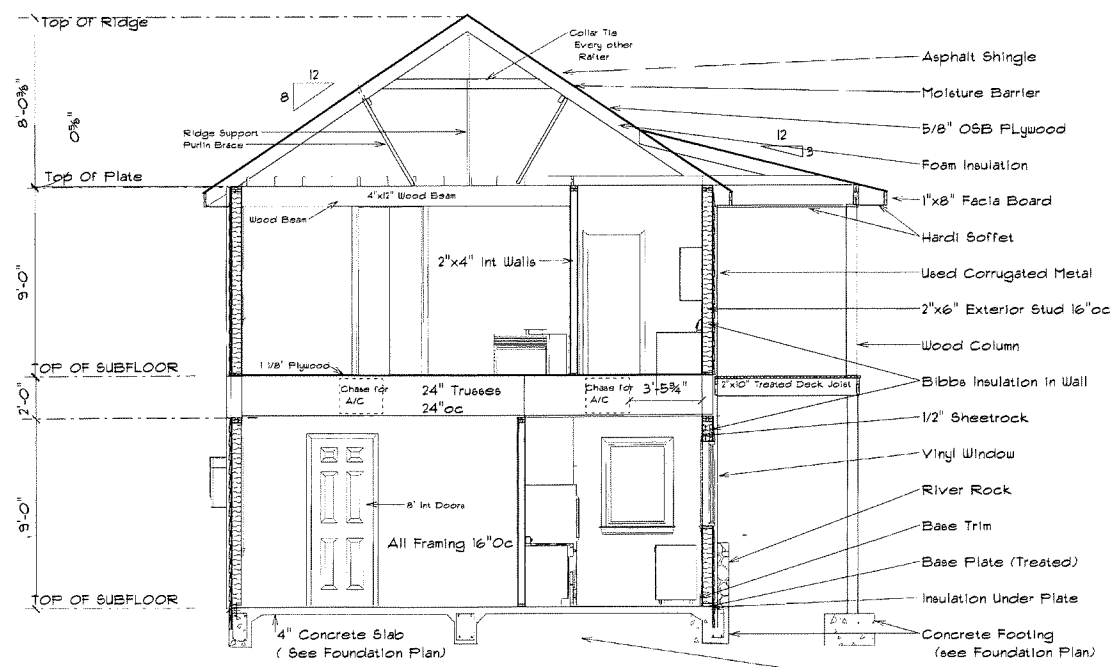 Top Of Ridge
Collar Tie
Every other
Rafter
12
8
8'-0⅜"
0⅝"
Ridge Support
Purlin Brace
Top Of Plate
4"x12" Wood Beam
Wood Beam
2"x4" Int Walls
9'-0"
12
3
Asphalt Shingle
Moisture Barrier
5/8" OSB PLywood
Foam Insulation
1"x8" Facia Board
Hardi Soffet
Used Corrugated Metal
2"x6" Exterior Stud 16"oc
Wood Column
TOP OF SUBFLOOR
1 1/8' Plywood
2'-0"
Chase for
A/C
24" Trusses
24"oc
Chase for
A/C
3'-5¾"
2"x10" Treated Deck Joist
Bibbs Insulation in Wall
1/2" Sheetrock
Vinyl Window
River Rock
Base Trim
Base Plate (Treated)
Insulation Under Plate
9'-0"
8' Int Doors
All Framing 16"Oc
TOP OF SUBFLOOR
4" Concrete Slab
( See Foundation Plan)
Concrete Footing
(see Foundation Plan)